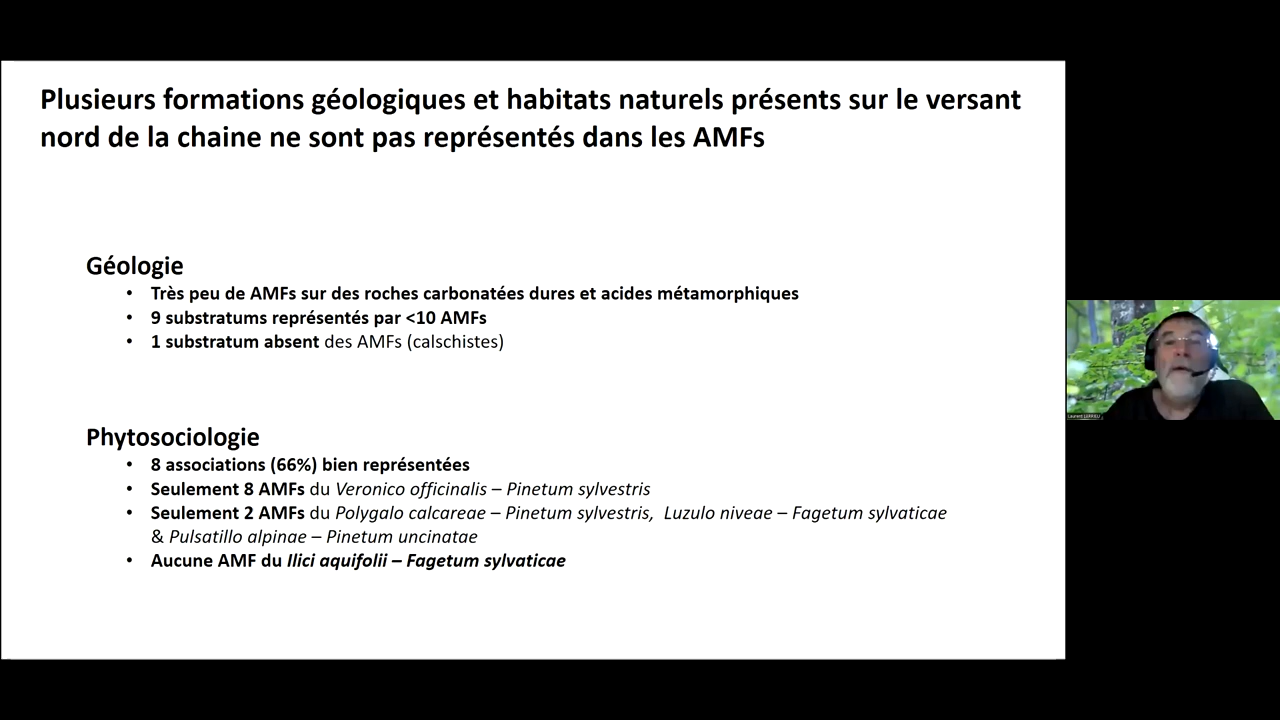 Plusieurs formations géologiques et habitats naturels présents sur le versant
nord de la chaine ne sont pas représentés dans les AMFs
Géologie
• Très peu de AMFs sur des roches carbonatées dures et acides métamorphiques
• 9 substratums représentés par <10 AMFs
• 1 substratum absent des AMFs (calschistes)
Phytosociologie
• 8 associations (66%) bien représentées
• Seulement 8 AMFs du Veronico officinalis – Pinetum sylvestris
• Seulement 2 AMFs du Polygalo calcareae – Pinetum sylvestris, Luzulo niveae – Fagetum sylvaticae
& Pulsatillo alpinae – Pinetum uncinatae
• Aucune AMF du Ilici aquifolii – Fagetum sylvaticae
Laurent LARRIEU